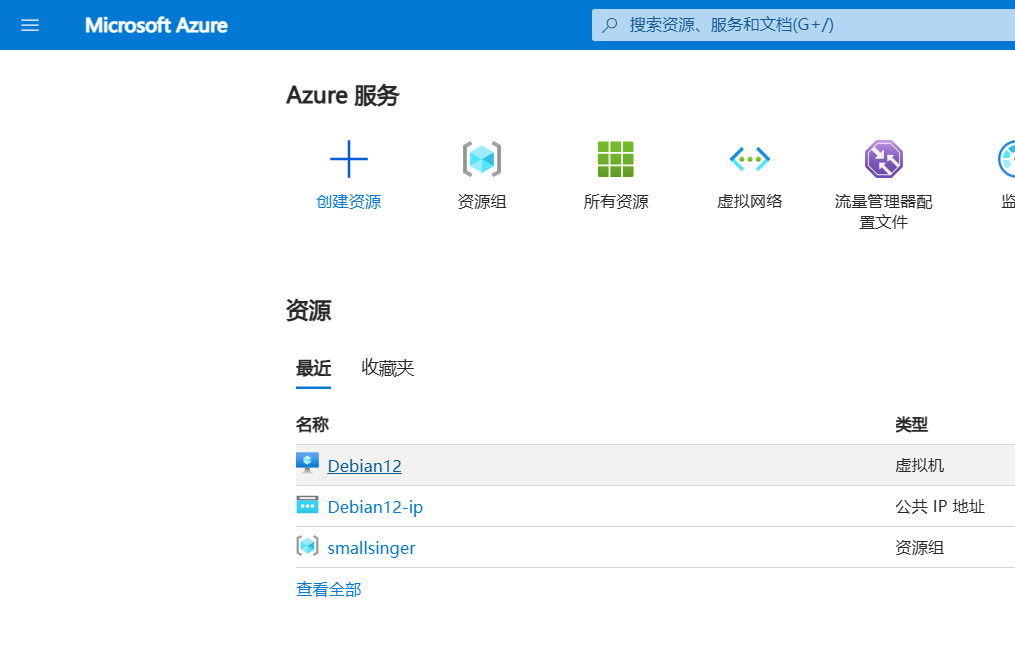 Microsoft Azure
搜索资源、服务和文档(G+/)
Azure 服务
创建资源
资源组
所有资源
虚拟网络
流量管理器配
置文件
监
资源
最近 收藏夹
名称 类型
Debian12 虚拟机
Debian12-ip 公共 IP 地址
smallsinger 资源组
查看全部